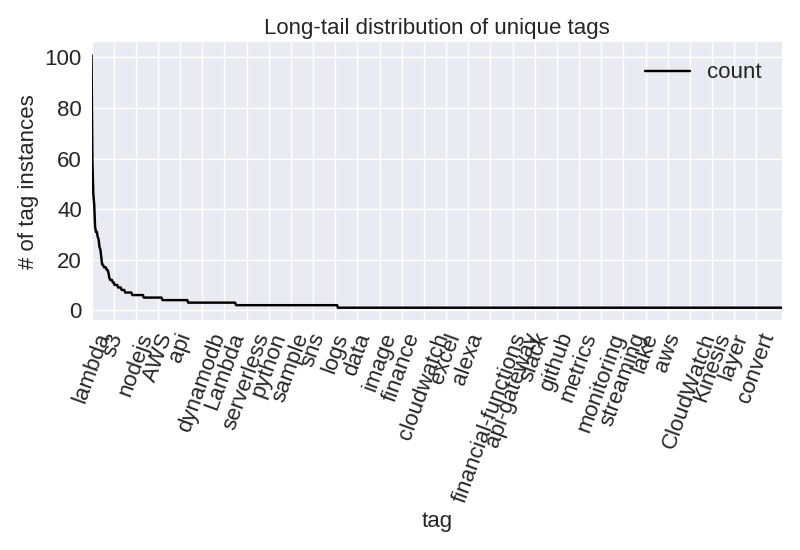 Long-tail distribution of unique tags
count
# of tag instances
100
80
60
40
20
0
lambda
s3
nodejs
AWS
api
dynamodb
Lambda
serverless
python
sample
sns
logs
data
image
finance
cloudwatch
excel
alexa
financial-functions
api-gateway
slack
github
metrics
monitoring
streaming
lake
aws
CloudWatch
Kinesis
layer
convert
tag